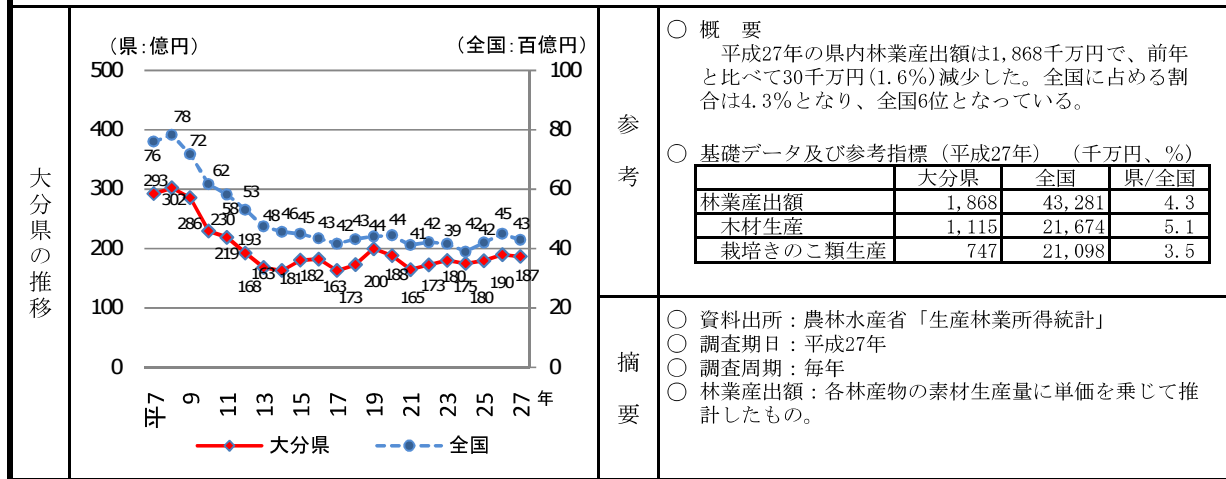 大分県の推移
（県：億円）
（全国：百億円）
500 400 300 200 100 0
100 80 60 40 20 0
76 78 72 62 58 53 48 46 45 43 42 43 44 44 41 42 39 42 42 45 43
293 302 286 230 219 193 168 163 181 182 163 173 200 188 165 173 180 175 180 190 187
平7 9 11 13 15 17 19 21 23 25 27 年
大分県 全国
参考
○ 概　要
平成27年の県内林業産出額は1,868千万円で、前年
と比べて30千万円(1.6%)減少した。全国に占める割
合は4.3%となり、全国6位となっている。
○ 基礎データ及び参考指標（平成27年）　（千万円、%）
大分県 全国 県/全国
林業産出額 1,868 43,281 4.3
木材生産 1,115 21,674 5.1
栽培きのこ類生産 747 21,098 3.5
摘要
○ 資料出所：農林水産省「生産林業所得統計」
○ 調査期日：平成27年
○ 調査周期：毎年
○ 林業産出額：各林産物の素材生産量に単価を乗じて推
計したもの。